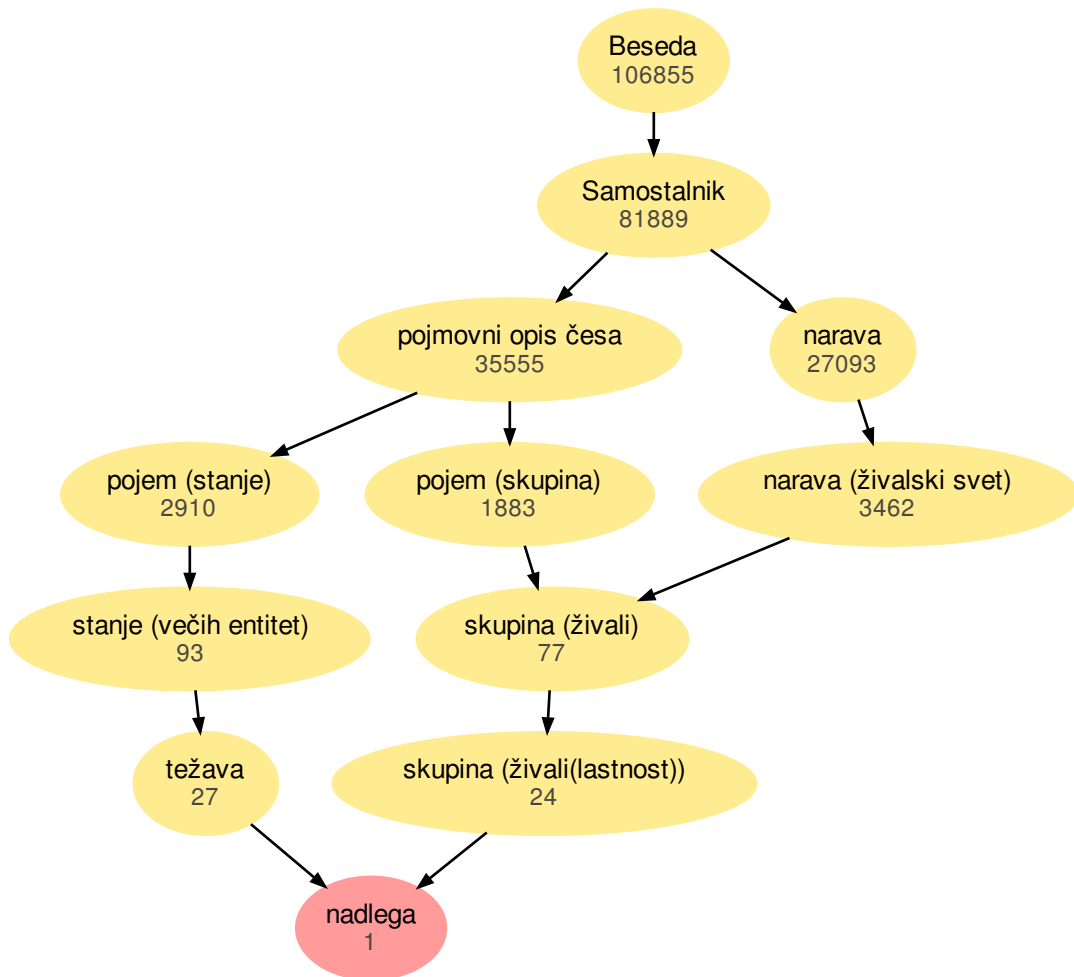 Beseda
106855
Samostalnik
81889
pojmovni opis česa
35555
narava
27093
pojem (stanje)
2910
pojem (skupina)
1883
narava (živalski svet)
3462
stanje (večih entitet)
93
skupina (živali)
77
težava
27
skupina (živali(lastnost))
24
nadlega
1